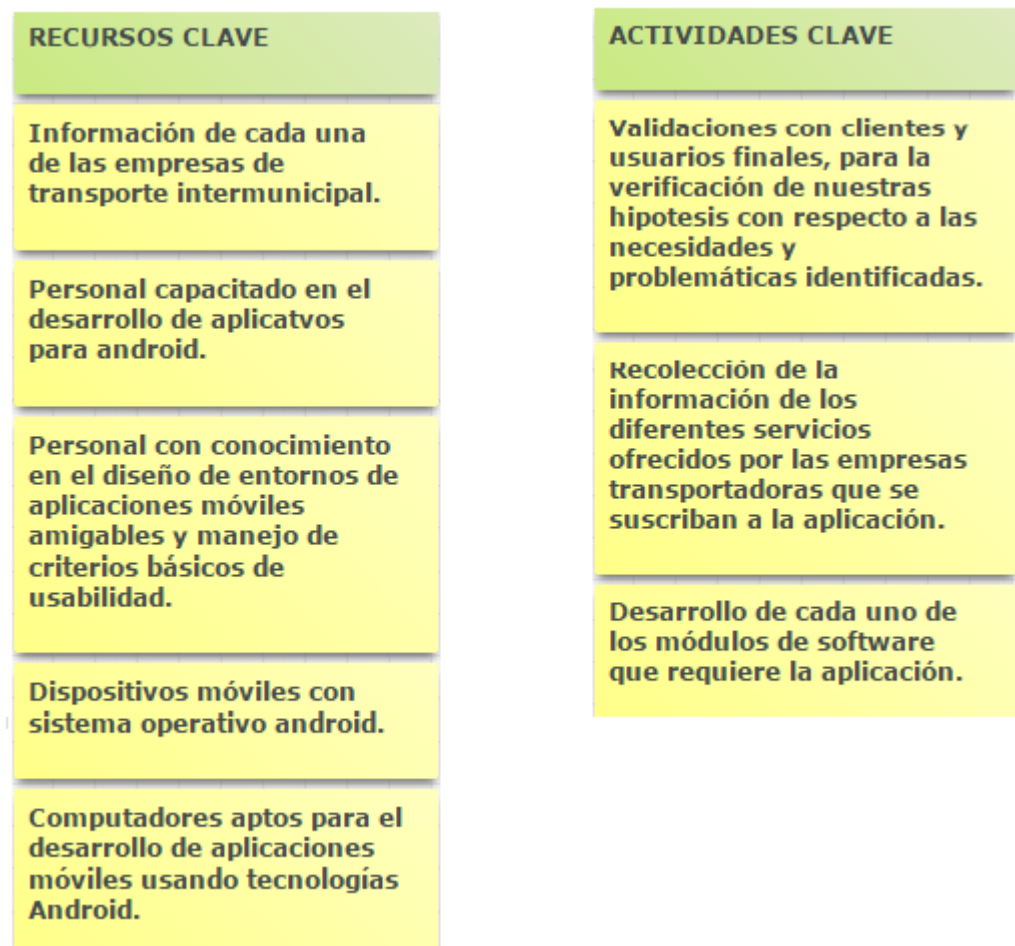 RECURSOS CLAVE
Información de cada una
de las empresas de
transporte intermunicipal.
Personal capacitado en el
desarrollo de aplicatvos
para android.
Personal con conocimiento
en el diseño de entornos de
aplicaciones móviles
amigables y manejo de
criterios básicos de
usabilidad.
Dispositivos móviles con
sistema operativo android.
Computadores aptos para el
desarrollo de aplicaciones
móviles usando tecnologías
Android.
ACTIVIDADES CLAVE
Validaciones con clientes y
usuarios finales, para la
verificación de nuestras
hipotesis con respecto a las
necesidades y
problemáticas identificadas.
Recolección de la
información de los
diferentes servicios
ofrecidos por las empresas
transportadoras que se
suscriban a la aplicación.
Desarrollo de cada uno de
los módulos de software
que requiere la aplicación.